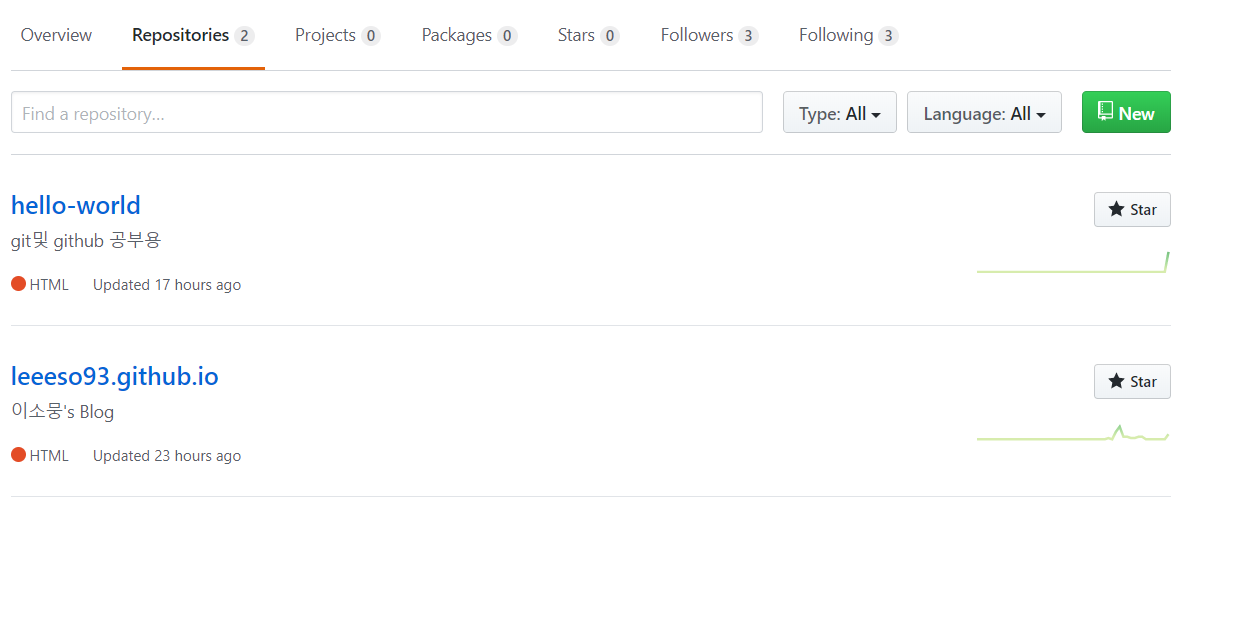 Overview Repositories 2 Projects 0 Packages 0 Stars 0 Followers 3 Following 3
Find a repository... Type: All Language: All New
hello-world Star
git및 github 공부용
HTML Updated 17 hours ago
leeeso93.github.io Star
이소뭉's Blog
HTML Updated 23 hours ago